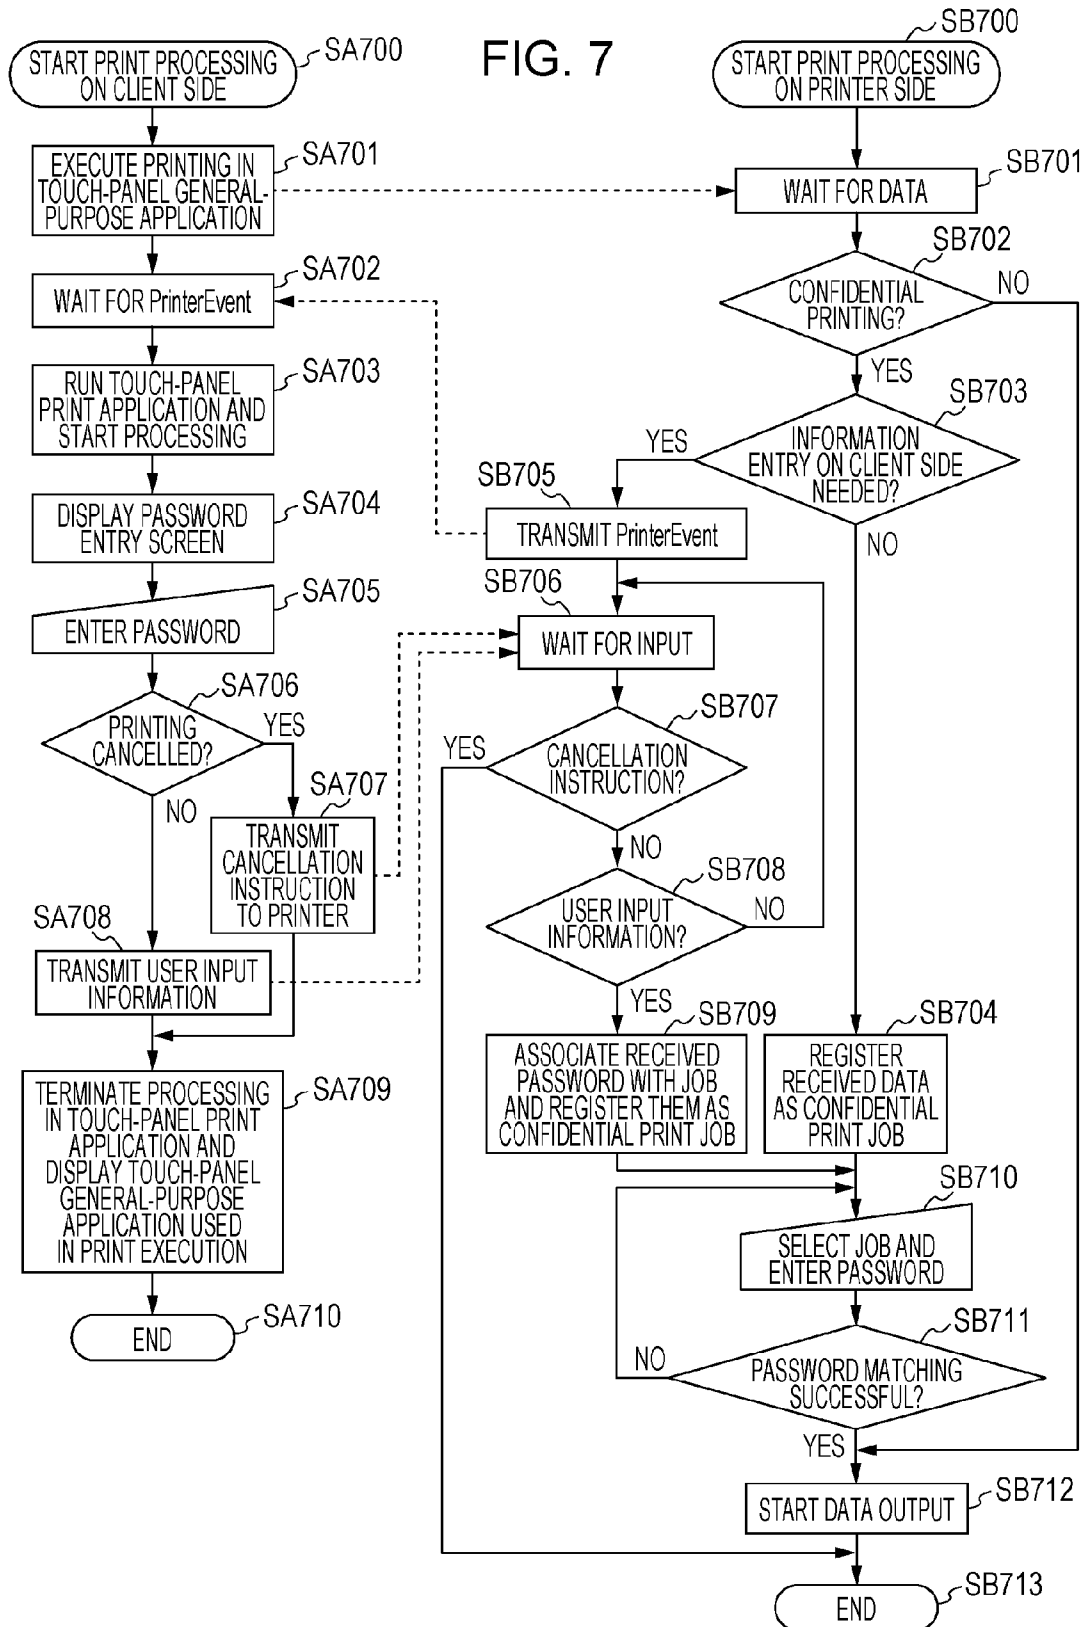 FIG. 7
SA700
START PRINT PROCESSING
ON CLIENT SIDE
SA701
EXECUTE PRINTING IN
TOUCH-PANEL GENERAL-
PURPOSE APPLICATION
SA702
WAIT FOR PrinterEvent
SA703
RUN TOUCH-PANEL
PRINT APPLICATION AND
START PROCESSING
SA704
DISPLAY PASSWORD
ENTRY SCREEN
SA705
ENTER PASSWORD
SA706
PRINTING
CANCELLED?
YES
NO
SA707
TRANSMIT
CANCELLATION
INSTRUCTION
TO PRINTER
SA708
TRANSMIT USER INPUT
INFORMATION
SA709
TERMINATE PROCESSING
IN TOUCH-PANEL PRINT
APPLICATION AND
DISPLAY TOUCH-PANEL
GENERAL-PURPOSE
APPLICATION USED
IN PRINT EXECUTION
SA710
END
SB700
START PRINT PROCESSING
ON PRINTER SIDE
SB701
WAIT FOR DATA
SB702
CONFIDENTIAL
PRINTING?
NO
YES
SB703
INFORMATION
ENTRY ON CLIENT SIDE
NEEDED?
YES
NO
SB705
TRANSMIT PrinterEvent
SB706
WAIT FOR INPUT
SB707
CANCELLATION
INSTRUCTION?
YES
NO
SB708
USER INPUT
INFORMATION?
NO
YES
SB709
ASSOCIATE RECEIVED
PASSWORD WITH JOB
AND REGISTER THEM AS
CONFIDENTIAL PRINT JOB
SB704
REGISTER
RECEIVED DATA
AS CONFIDENTIAL
PRINT JOB
SB710
SELECT JOB AND
ENTER PASSWORD
SB711
PASSWORD MATCHING
SUCCESSFUL?
NO
YES
SB712
START DATA OUTPUT
SB713
END